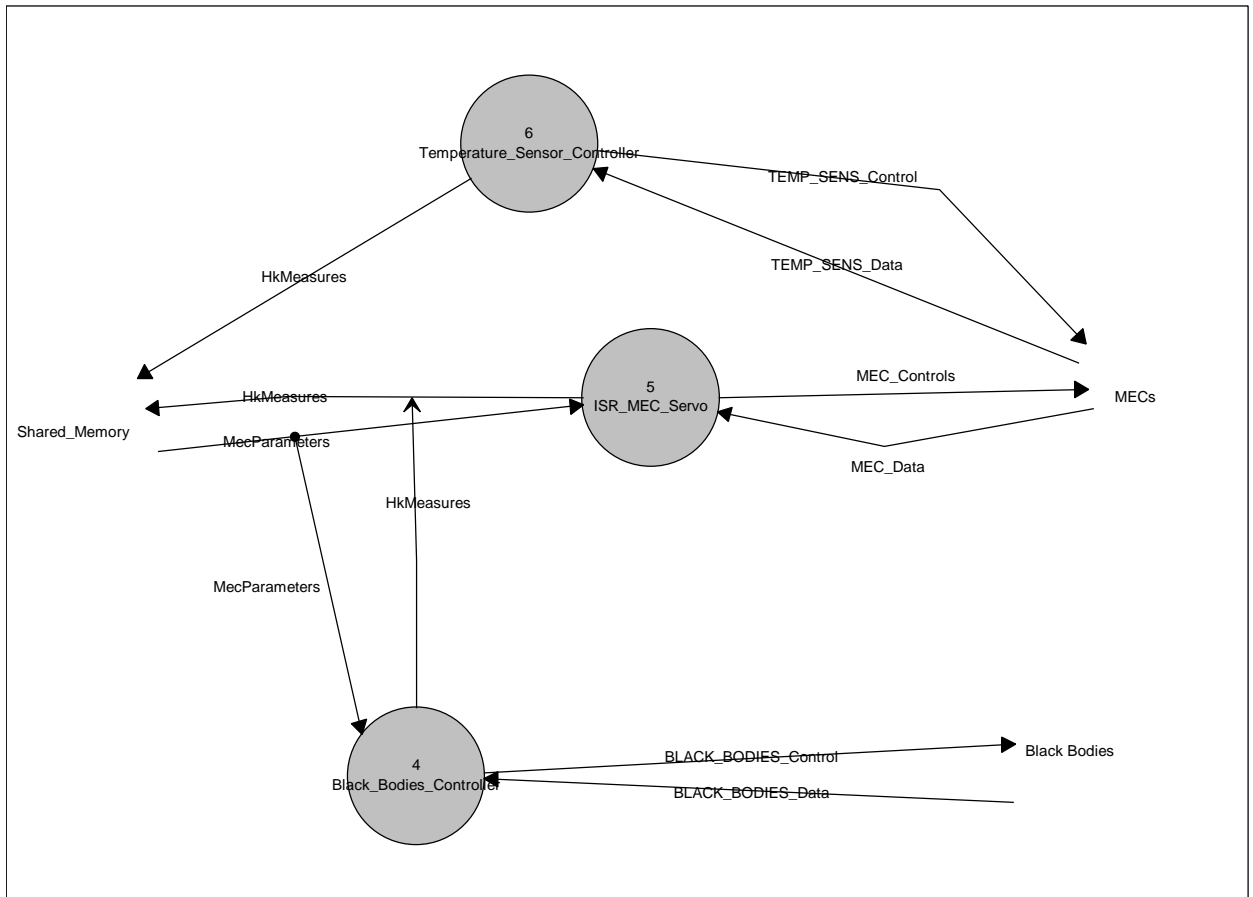 6
Temperature_Sensor_Controller
TEMP_SENS_Control
TEMP_SENS_Data
HkMeasures
5
ISR_MEC_Servo
MEC_Controls
MECs
HkMeasures
Shared_Memory
MecParameters
MEC_Data
HkMeasures
MecParameters
4
Black_Bodies_Controller
BLACK_BODIES_Control
Black Bodies
BLACK_BODIES_Data